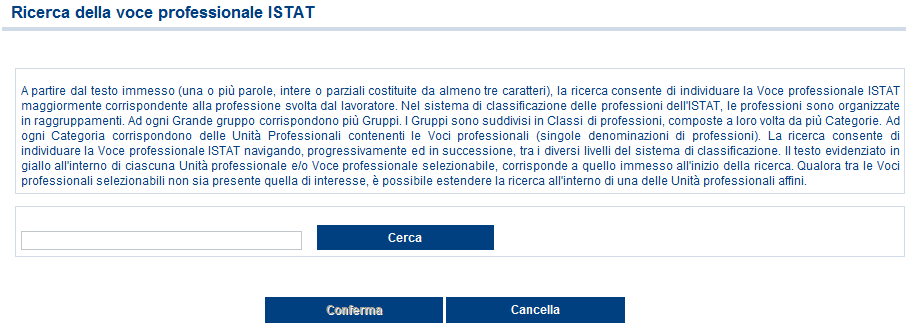 Ricerca della voce professionale ISTAT
A partire dal testo immesso (una o più parole, intere o parziali costituite da almeno tre caratteri), la ricerca consente di individuare la Voce professionale ISTAT
maggiormente corrispondente alla professione svolta dal lavoratore. Nel sistema di classificazione delle professioni dell'ISTAT, le professioni sono organizzate
in raggruppamenti. Ad ogni Grande gruppo corrispondono più Gruppi. I Gruppi sono suddivisi in Classi di professioni, composte a loro volta da più Categorie. Ad
ogni Categoria corrispondono delle Unità Professionali contenenti le Voci professionali (singole denominazioni di professioni). La ricerca consente di
individuare la Voce professionale ISTAT navigando, progressivamente ed in successione, tra i diversi livelli del sistema di classificazione. Il testo evidenziato in
giallo all'interno di ciascuna Unità professionale e/o Voce professionale selezionabile, corrisponde a quello immesso all'inizio della ricerca. Qualora tra le Voci
professionali selezionabili non sia presente quella di interesse, è possibile estendere la ricerca all'interno di una delle Unità professionali affini.
Cerca
Conferma
Cancella